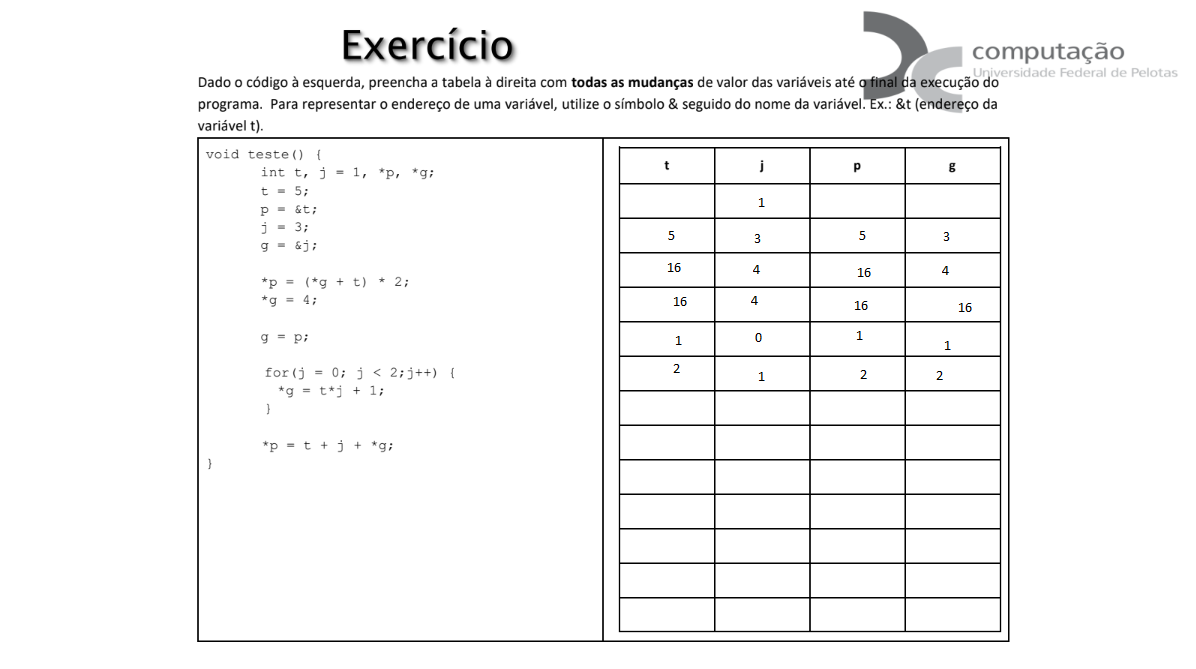 Exercício
computação
Universidade Federal de Pelotas
Dado o código à esquerda, preencha a tabela à direita com todas as mudanças de valor das variáveis até o final da execução do
programa. Para representar o endereço de uma variável, utilize o símbolo & seguido do nome da variável. Ex.: &t (endereço da
variável t).
void teste() {
int t, j = 1, *p, *g;
t = 5;
p = &t;
j = 3;
g = &j;
*p = (*g + t) * 2;
*g = 4;
g = p;
for(j = 0; j < 2;j++) {
*g = t*j + 1;
}
*p = t + j + *g;
}
t j p g
1
5 3 5 3
16 4 16 4
16 4 16 16
1 0 1 1
2 1 2 2